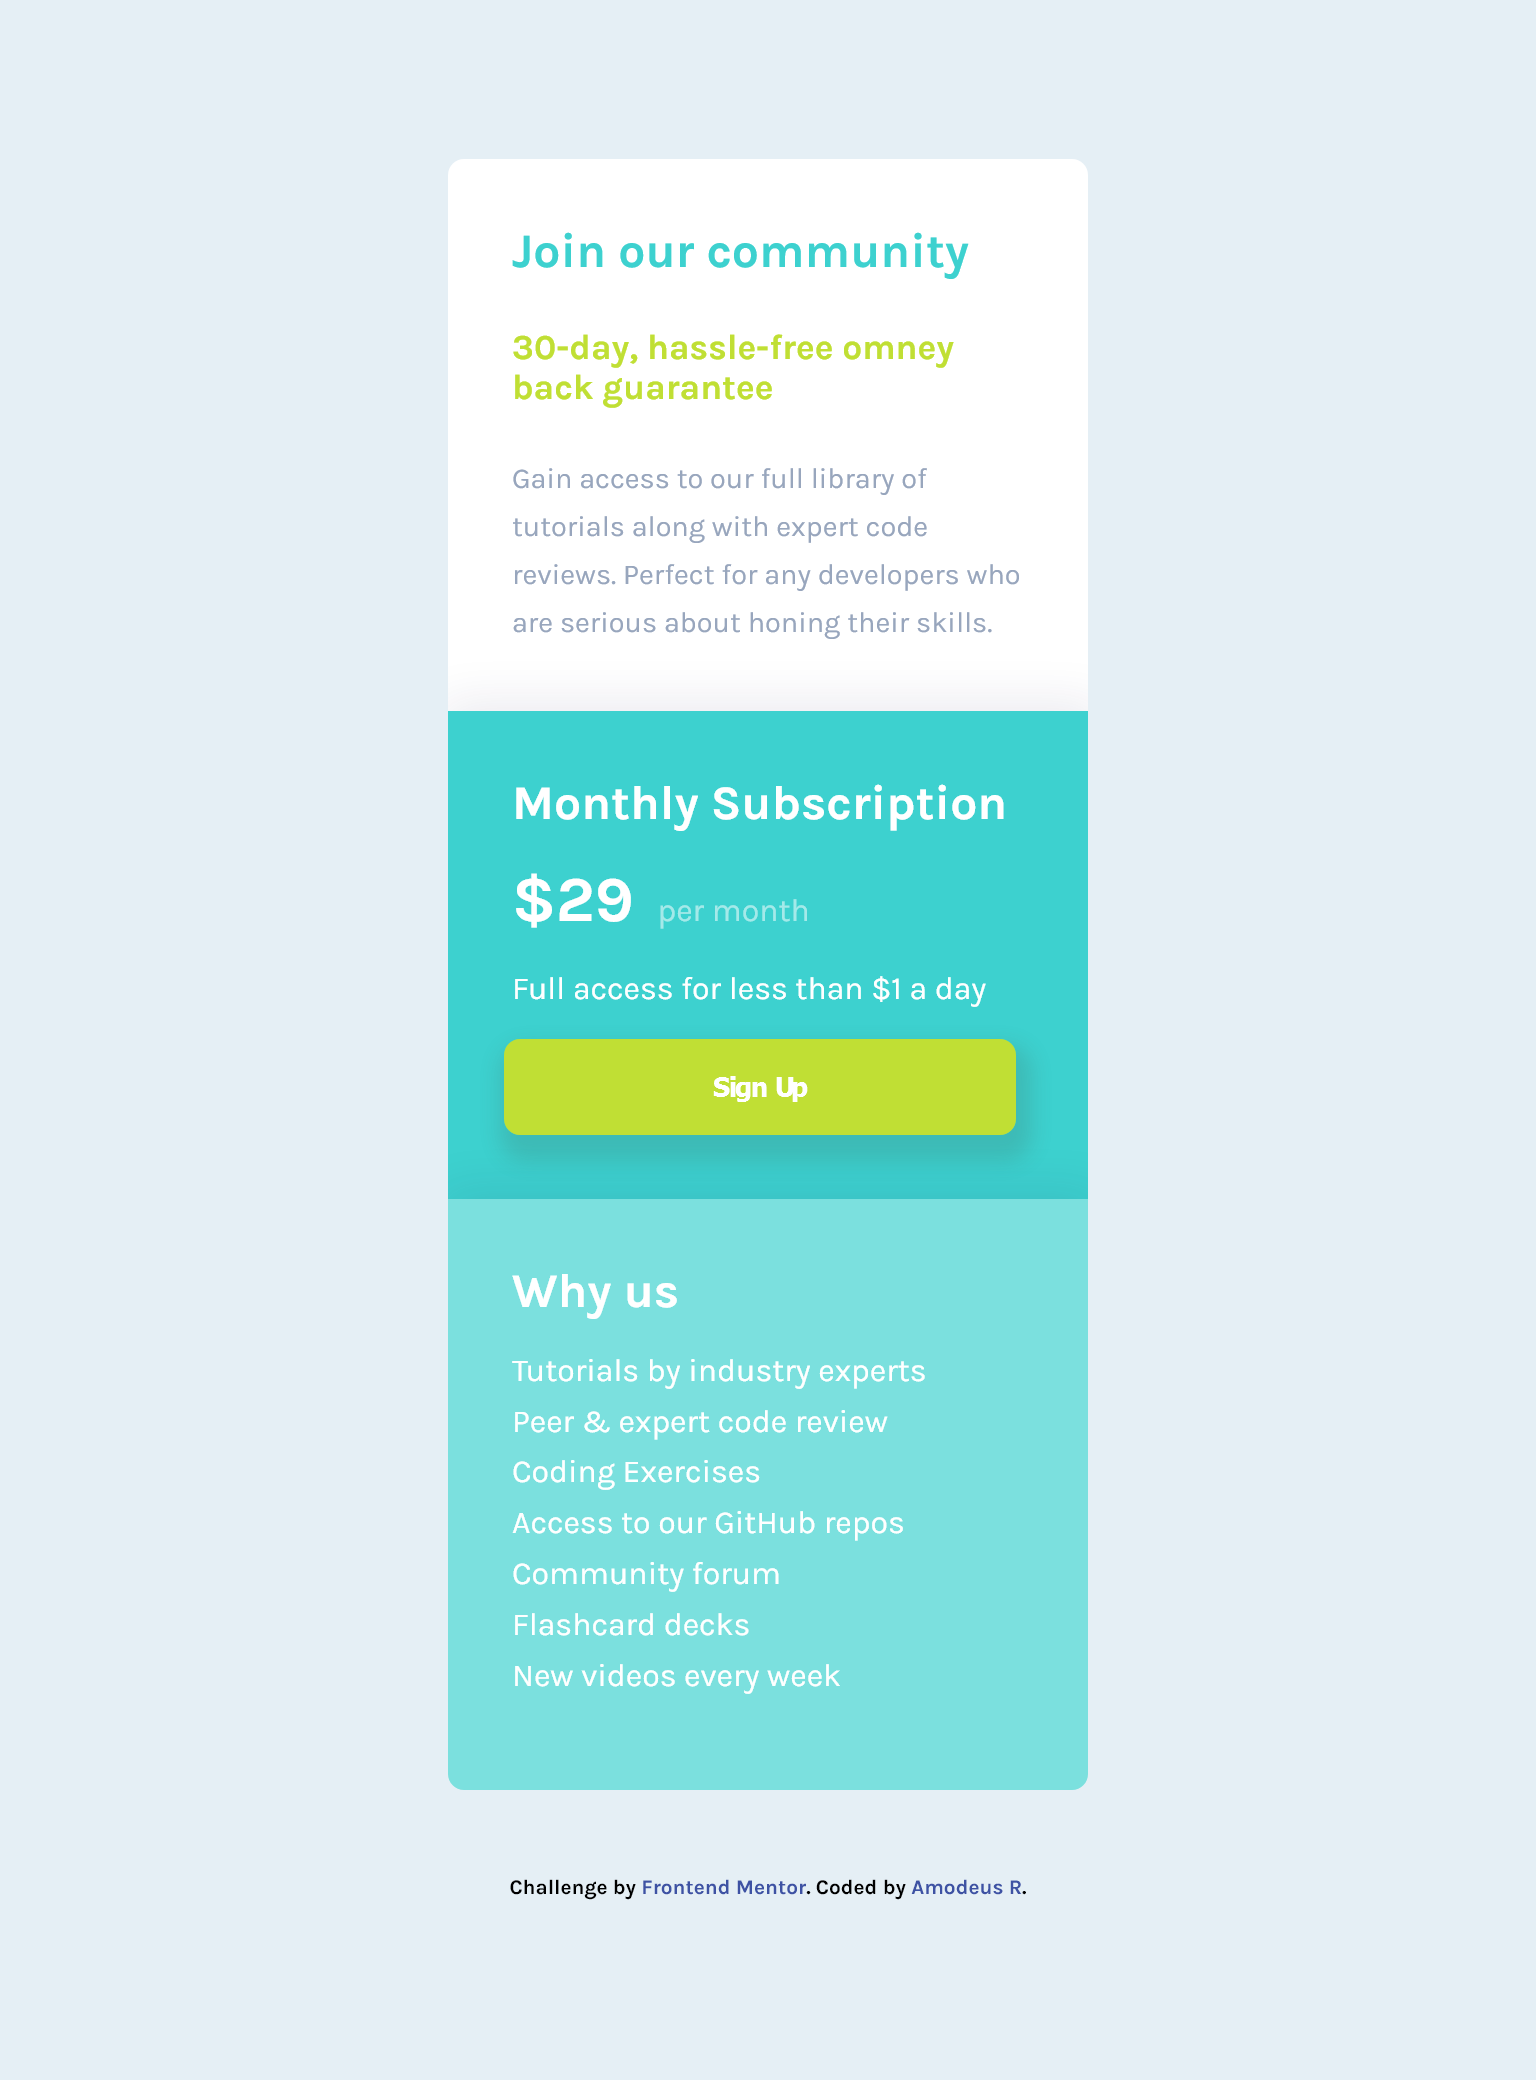 Join our community
30-day, hassle-free omney
back guarantee
Gain access to our full library of
tutorials along with expert code
reviews. Perfect for any developers who
are serious about honing their skills.
Monthly Subscription
$29 per month
Full access for less than $1 a day
Sign Up
Why us
Tutorials by industry experts
Peer & expert code review
Coding Exercises
Access to our GitHub repos
Community forum
Flashcard decks
New videos every week
Challenge by Frontend Mentor. Coded by Amodeus R.